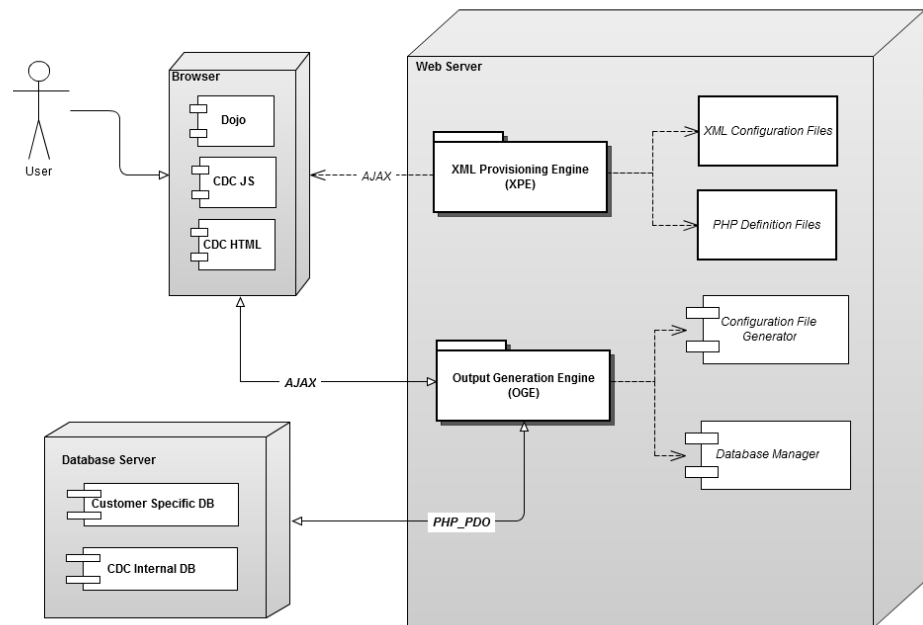 Web Server
Browser
Dojo
CDC JS
CDC HTML
User
AJAX
XML Provisioning Engine
(XPE)
XML Configuration Files
PHP Definition Files
Configuration File
Generator
AJAX
Output Generation Engine
(OGE)
Database Manager
Database Server
Customer Specific DB
CDC Internal DB
PHP_PDO